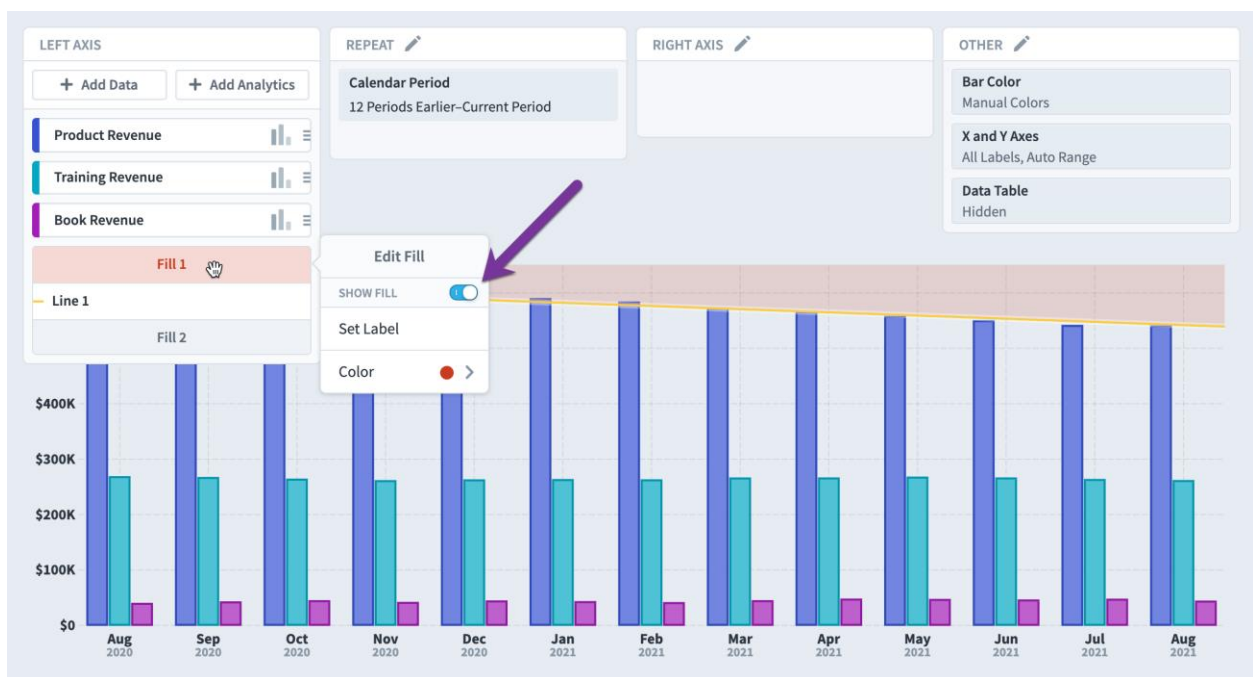 LEFT AXIS
+ Add Data
+ Add Analytics
Product Revenue
Training Revenue
Book Revenue
Fill 1
Line 1
Fill 2
REPEAT
Calendar Period
12 Periods Earlier–Current Period
RIGHT AXIS
OTHER
Bar Color
Manual Colors
X and Y Axes
All Labels, Auto Range
Data Table
Hidden
Edit Fill
SHOW FILL
Set Label
Color
$400K
$300K
$200K
$100K
$0
Aug Sep Oct Nov Dec Jan Feb Mar Apr May Jun Jul Aug
2020 2020 2020 2020 2020 2021 2021 2021 2021 2021 2021 2021 2021